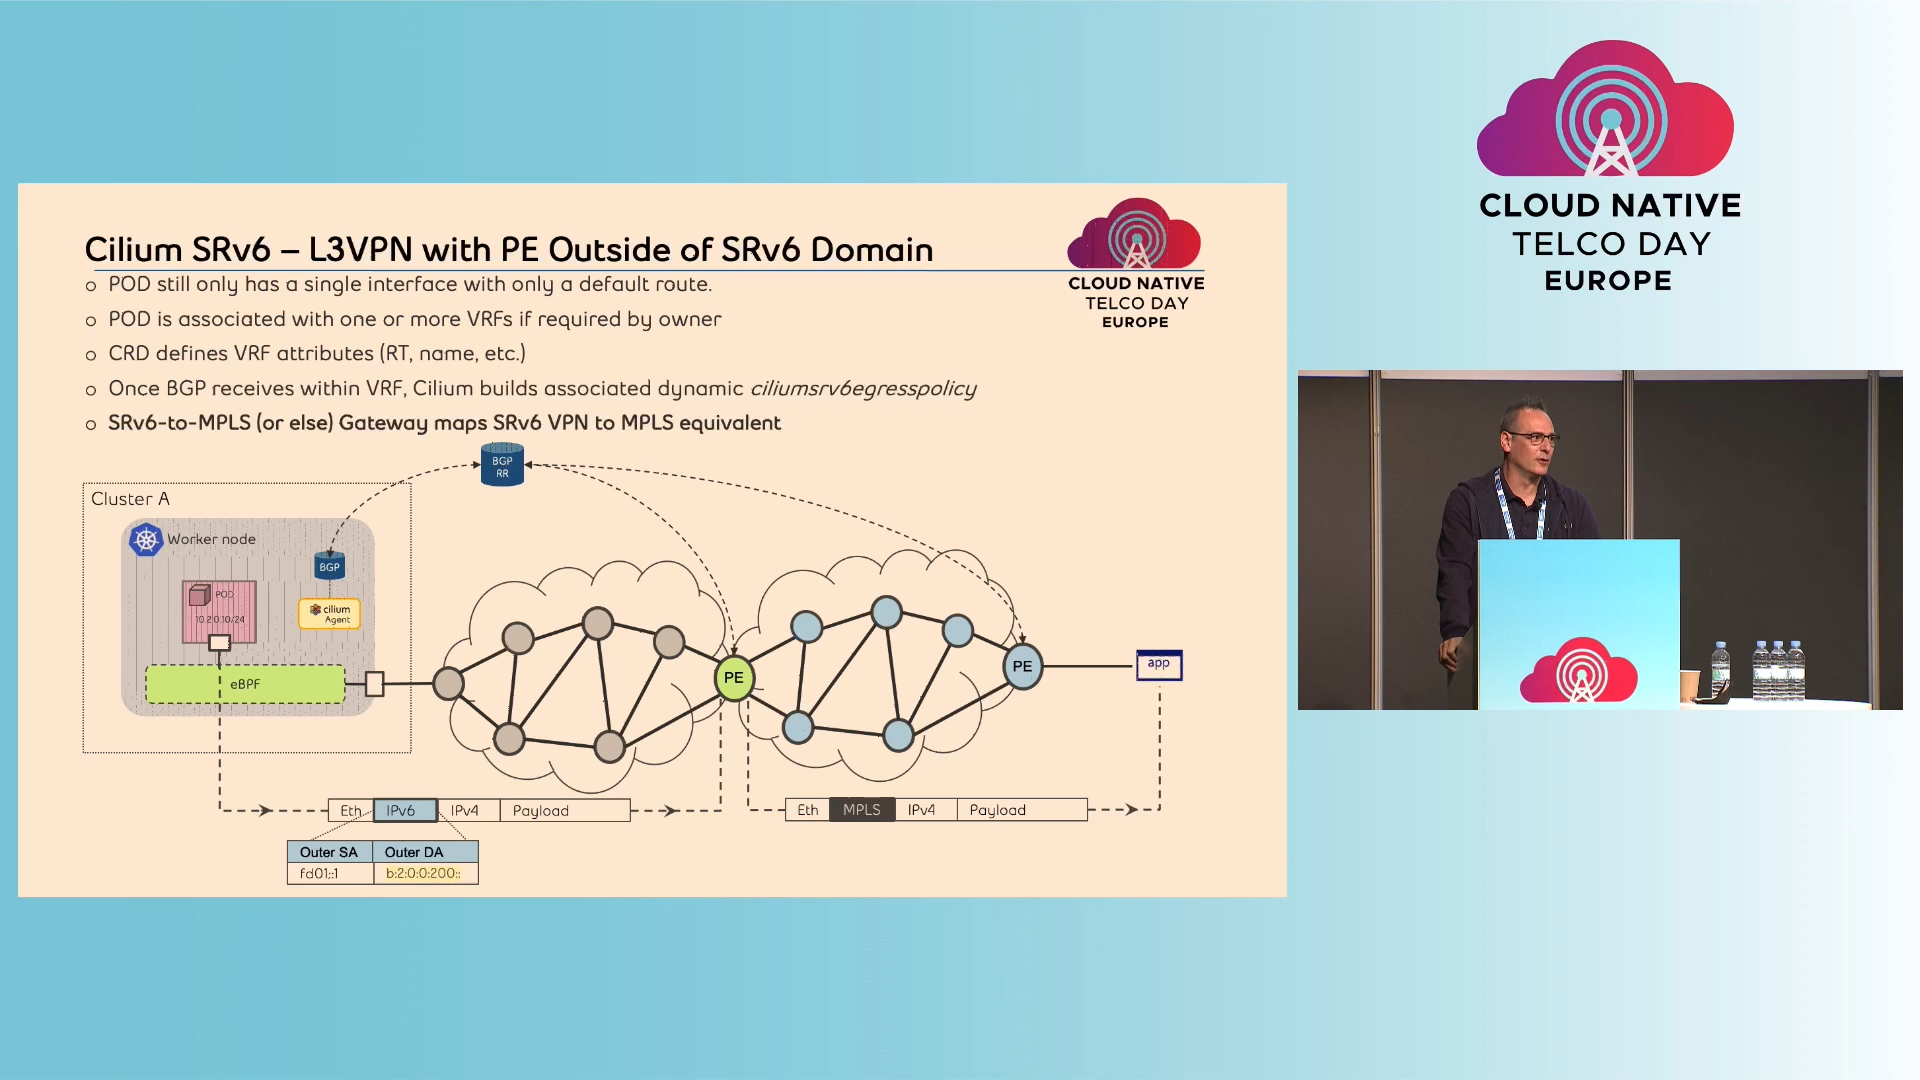 CLOUD NATIVE
TELCO DAY
EUROPE
Cilium SRv6 – L3VPN with PE Outside of SRv6 Domain
CLOUD NATIVE
TELCO DAY
EUROPE
○ POD still only has a single interface with only a default route.
○ POD is associated with one or more VRFs if required by owner
○ CRD defines VRF attributes (RT, name, etc.)
○ Once BGP receives within VRF, Cilium builds associated dynamic ciliumsrv6egresspolicy
○ SRv6-to-MPLS (or else) Gateway maps SRv6 VPN to MPLS equivalent
BGP
RR
Cluster A
Worker node
BGP
POD
10.2.0.10/24
cilium
Agent
eBPF
PE
PE
app
Eth IPv6 IPv4 Payload
Eth MPLS IPv4 Payload
Outer SA Outer DA
fd01::1 b:2:0:0:200::